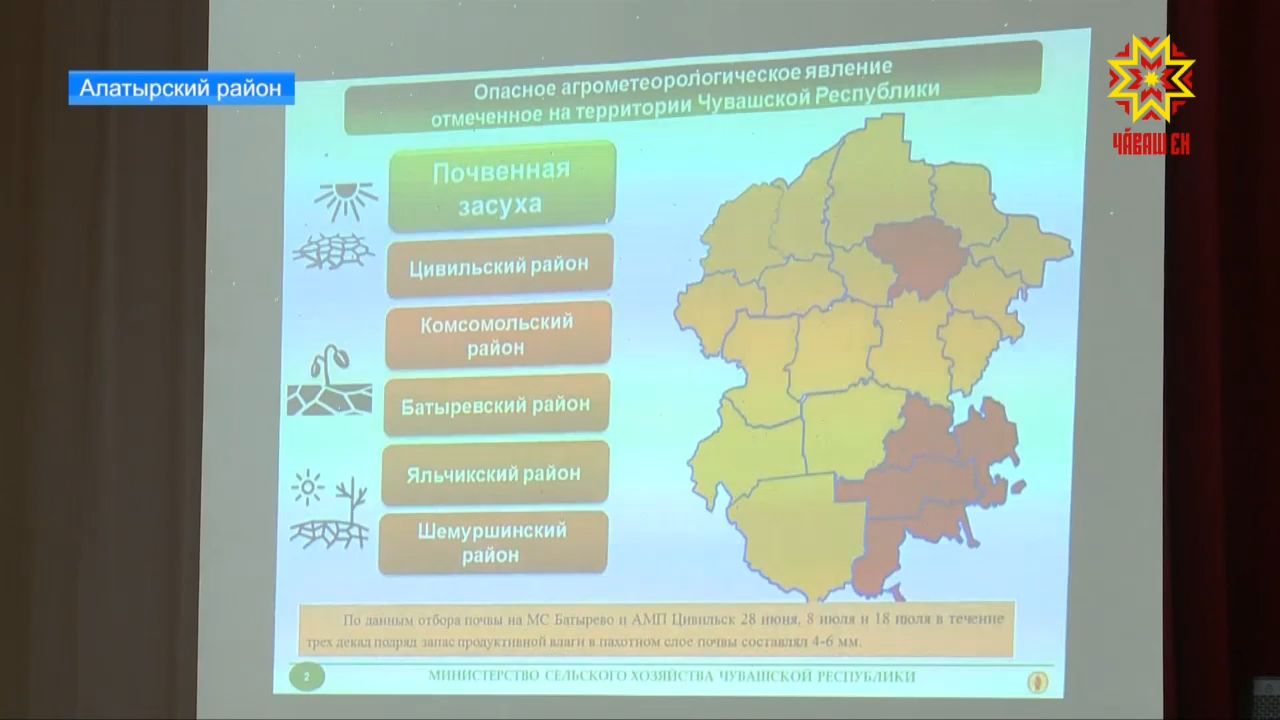 Алатырский район
ЧӐВАШ ЕН
Опасное агрометеорологическое явление
отмеченное на территории Чувашской Республики
Почвенная
засуха
Цивильский район
Комсомольский
район
Батыревский район
Яльчикский район
Шемуршинский
район
По данным отбора почвы на МС Батырево и АМП Цивильск 28 июня, 8 июля и 18 июля в течение
трех декад подряд запас продуктивной влаги в пахотном слое почвы составлял 4-6 мм.
2
МИНИСТЕРСТВО СЕЛЬСКОГО ХОЗЯЙСТВА ЧУВАШСКОЙ РЕСПУБЛИКИ